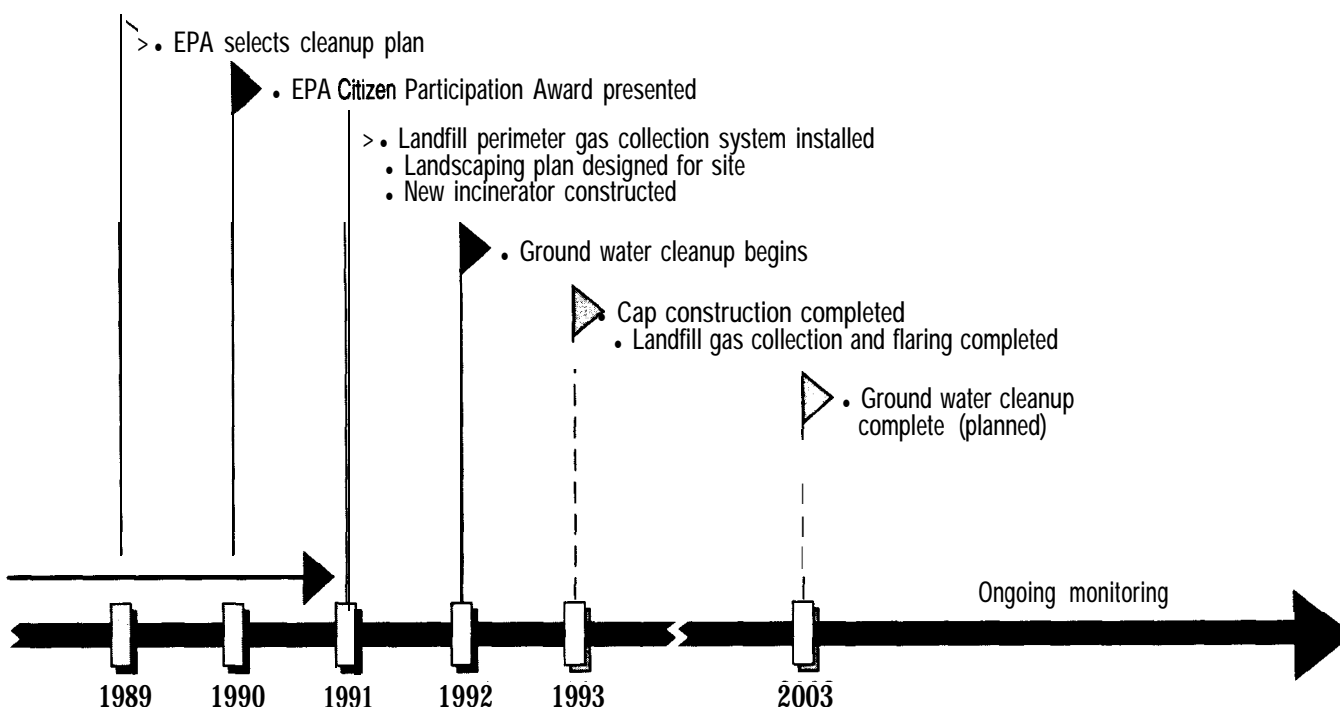 • EPA selects cleanup plan
• EPA Citizen Participation Award presented
• Landfill perimeter gas collection system installed
• Landscaping plan designed for site
• New incinerator constructed
• Ground water cleanup begins
• Cap construction completed
• Landfill gas collection and flaring completed
• Ground water cleanup
complete (planned)
Ongoing monitoring
1989 1990 1991 1992 1993 2003